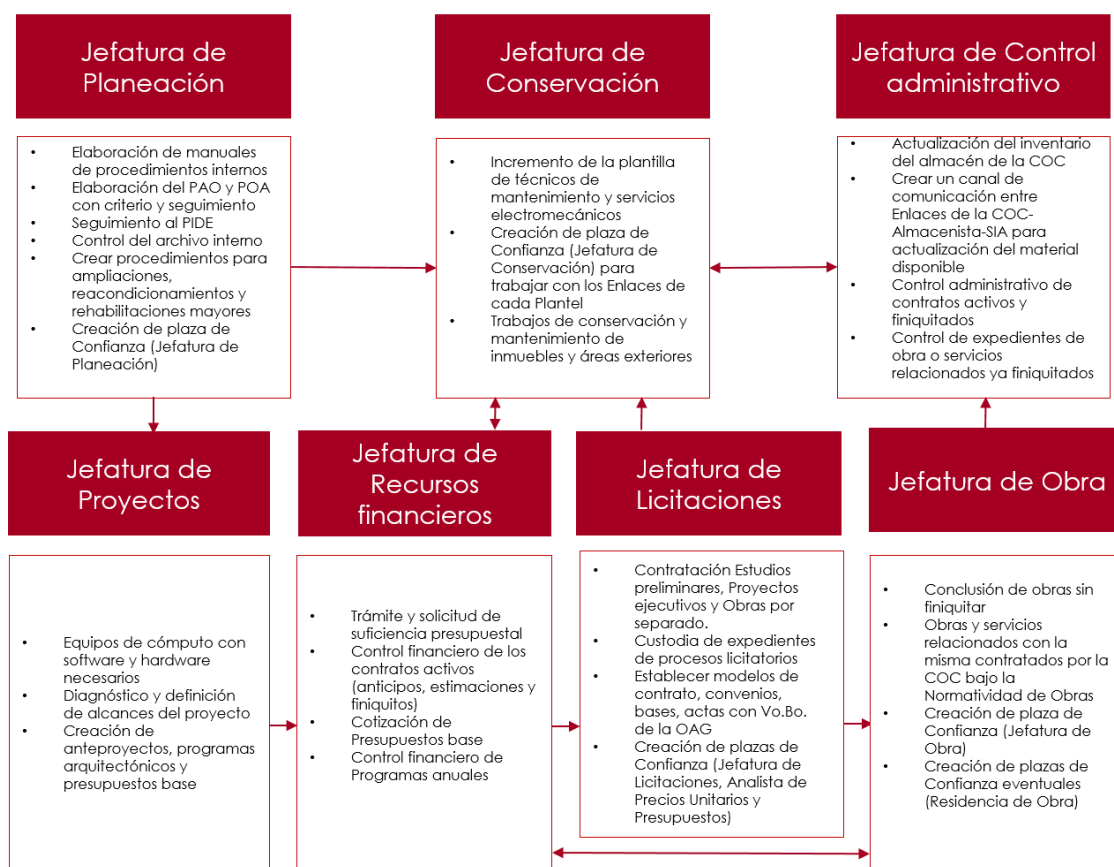 Jefatura de
Planeación
• Elaboración de manuales
de procedimientos internos
• Elaboración del PAO y POA
con criterio y seguimiento
• Seguimiento al PIDE
• Control del archivo interno
• Crear procedimientos para
ampliaciones,
reacondicionamientos y
rehabilitaciones mayores
• Creación de plaza de
Confianza (Jefatura de
Planeación)
Jefatura de
Conservación
• Incremento de la plantilla
de técnicos de
mantenimiento y servicios
electromecánicos
• Creación de plaza de
Confianza (Jefatura de
Conservación) para
trabajar con los Enlaces
de cada Plantel
• Trabajos de conservación y
mantenimiento de
inmuebles y áreas exteriores
Jefatura de Control
administrativo
• Actualización del inventario
del almacén de la COC
• Crear un canal de
comunicación entre
Enlaces de la COC-
Almacenista-SIA para
actualización del material
disponible
• Control administrativo de
contratos activos y
finiquitados
• Control de expedientes de
obra o servicios
relacionados ya finiquitados
Jefatura de
Proyectos
• Equipos de cómputo con
software y hardware
necesarios
• Diagnóstico y definición
de alcances del proyecto
• Creación de
anteproyectos, programas
arquitectónicos y
presupuestos base
Jefatura de
Recursos
financieros
• Trámite y solicitud de
suficiencia presupuestal
• Control financiero de los
contratos activos
(anticipos, estimaciones y
finiquitos)
• Cotización de
Presupuestos base
• Control financiero de
Programas anuales
Jefatura de
Licitaciones
• Contratación Estudios
preliminares, Proyectos
ejecutivos y Obras por
separado.
• Custodia de expedientes
de procesos licitatorios
• Establecer modelos de
contrato, convenios,
bases, actas con Vo.Bo.
de la OAG
• Creación de plazas de
Confianza (Jefatura de
Licitaciones, Analista de
Precios Unitarios y
Presupuestos)
Jefatura de Obra
• Conclusión de obras sin
finiquitar
• Obras y servicios
relacionados con la
misma contratados por la
COC bajo la
Normatividad de Obras
• Creación de plaza de
Confianza (Jefatura de
Obra)
• Creación de plazas de
Confianza eventuales
(Residencia de Obra)